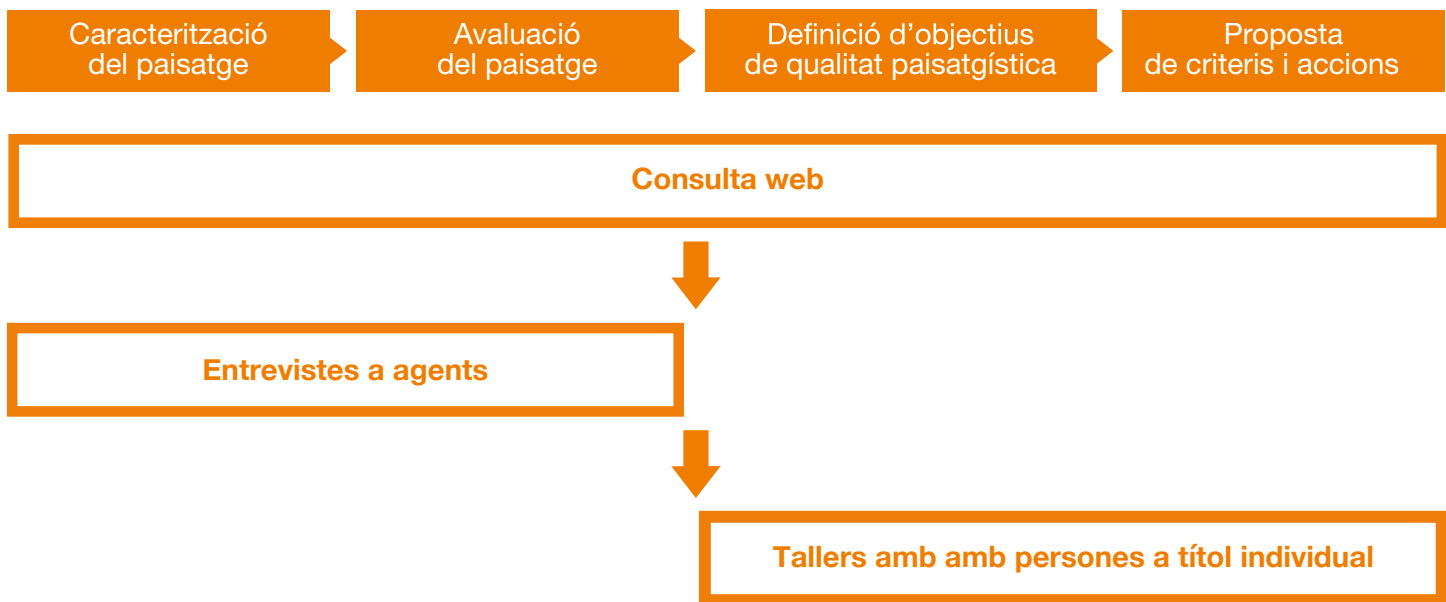 Caracterització
del paisatge
Avaluació
del paisatge
Definició d’objectius
de qualitat paisatgística
Proposta
de criteris i accions
Consulta web
Entrevistes a agents
Tallers amb amb persones a títol individual